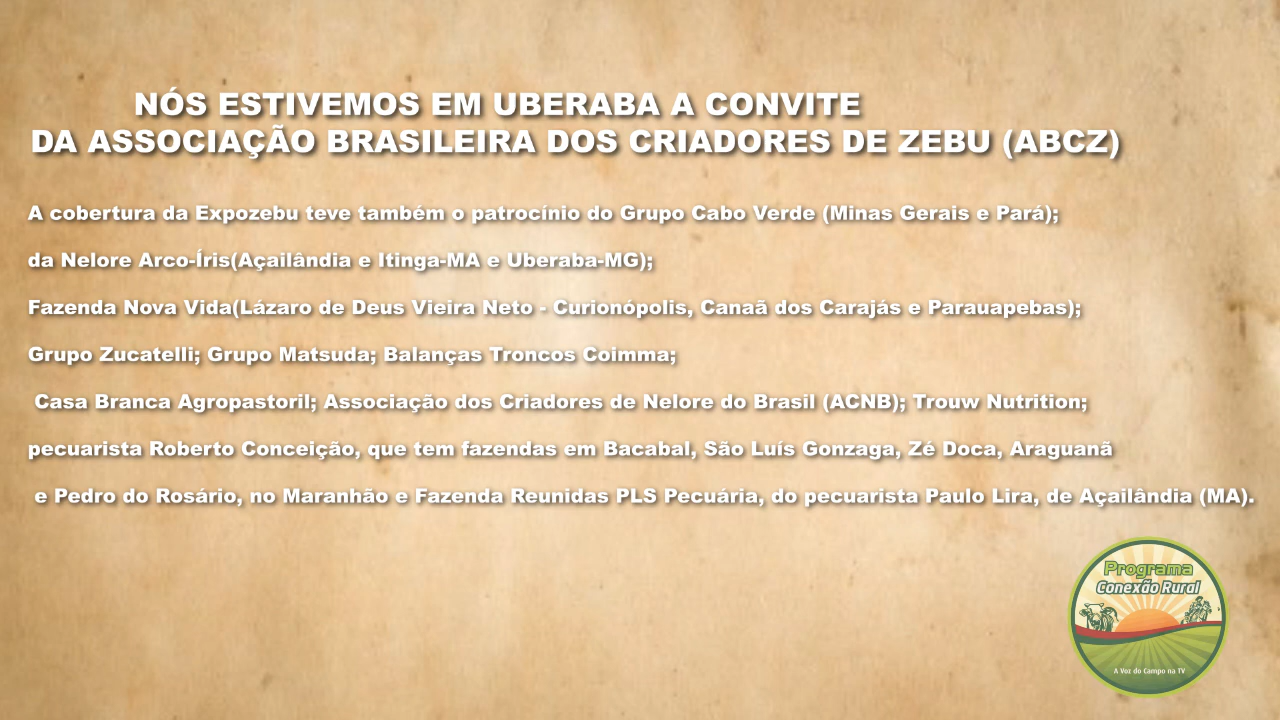 NÓS ESTIVEMOS EM UBERABA A CONVITE
DA ASSOCIAÇÃO BRASILEIRA DOS CRIADORES DE ZEBU (ABCZ)
A cobertura da Expozebu teve também o patrocínio do Grupo Cabo Verde (Minas Gerais e Pará);
da Nelore Arco-Íris(Açailândia e Itinga-MA e Uberaba-MG);
Fazenda Nova Vida(Lázaro de Deus Vieira Neto - Curionópolis, Canaã dos Carajás e Parauapebas);
Grupo Zucatelli; Grupo Matsuda; Balanças Troncos Coimma;
Casa Branca Agropastoril; Associação dos Criadores de Nelore do Brasil (ACNB); Trouw Nutrition;
pecuarista Roberto Conceição, que tem fazendas em Bacabal, São Luís Gonzaga, Zé Doca, Araguanã
e Pedro do Rosário, no Maranhão e Fazenda Reunidas PLS Pecuária, do pecuarista Paulo Lira, de Açailândia (MA).
Programa
Conexão Rural
A Voz do Campo na TV